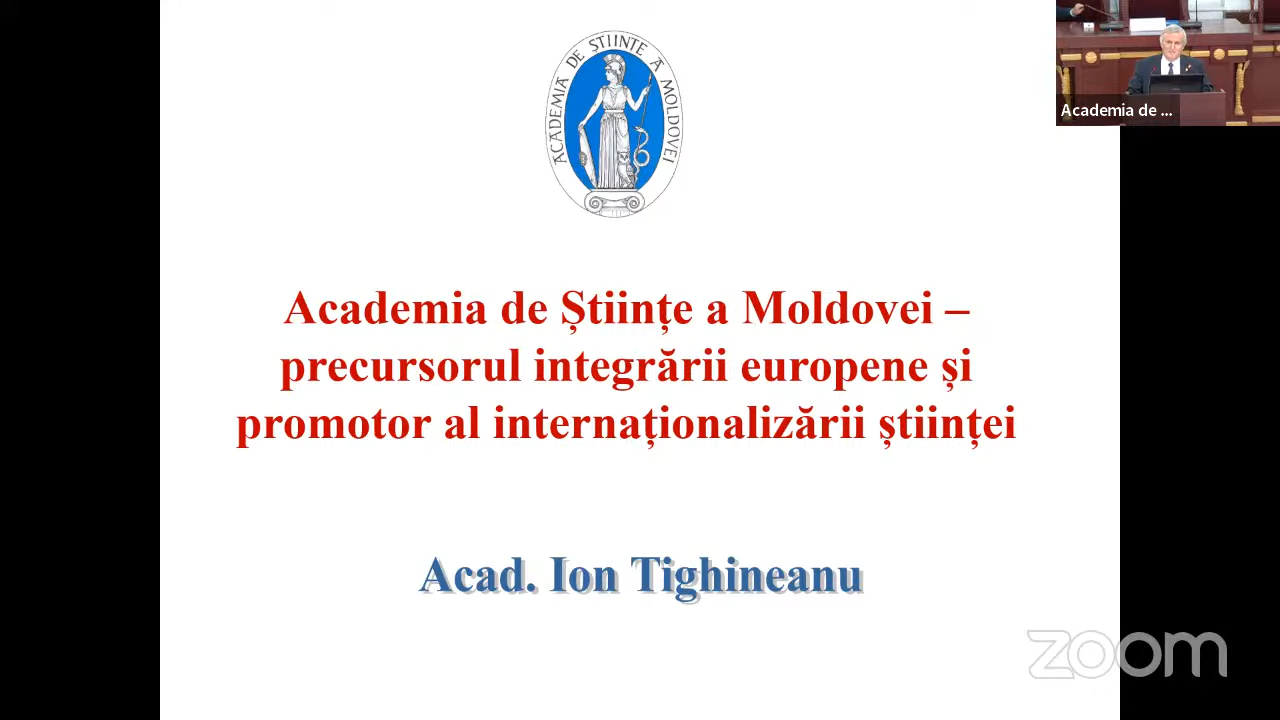 ACADEMIA DE ȘTIINȚE A MOLDOVEI
Academia de ...
Academia de Științe a Moldovei –
precursorul integrării europene și
promotor al internaționalizării științei
Acad. Ion Tighineanu
zoom